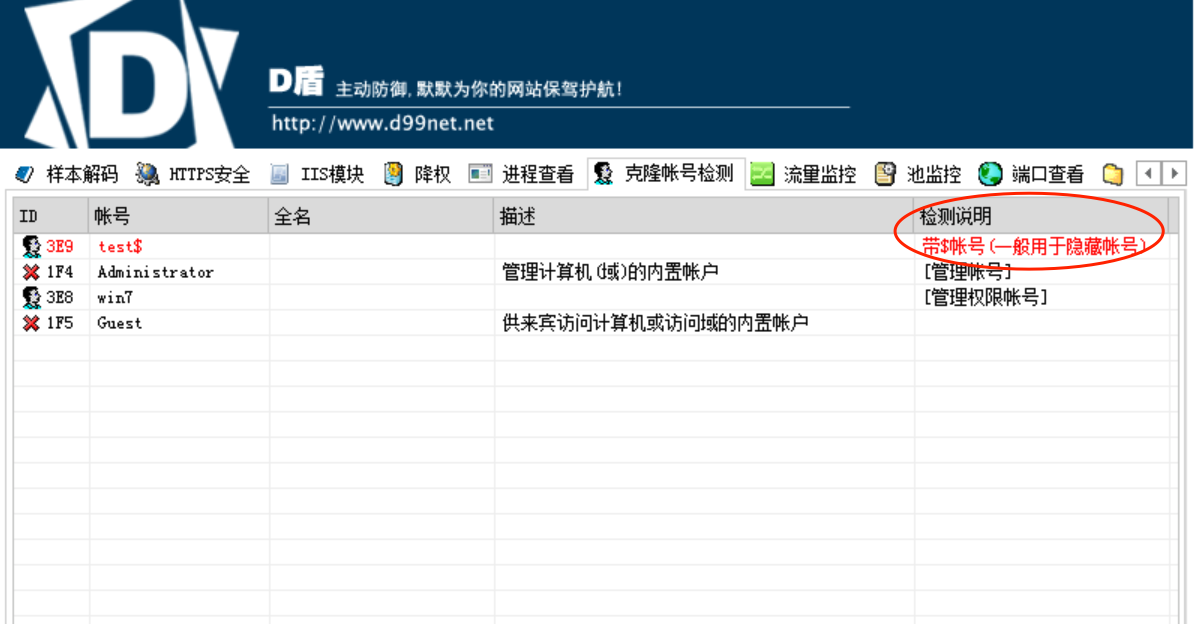 D
D盾 主动防御,默默为你的网站保驾护航!
http://www.d99net.net
样本解码 HTTPS安全 IIS模块 降权 进程查看 克隆帐号检测 流量监控 池监控 端口查看
ID 帐号 全名 描述 检测说明
3E9 test$ 带$帐号(一般用于隐藏帐号)
1F4 Administrator 管理计算机(域)的内置帐户 [管理帐号]
3E8 win7 [管理权限帐号]
1F5 Guest 供来宾访问计算机或访问域的内置帐户